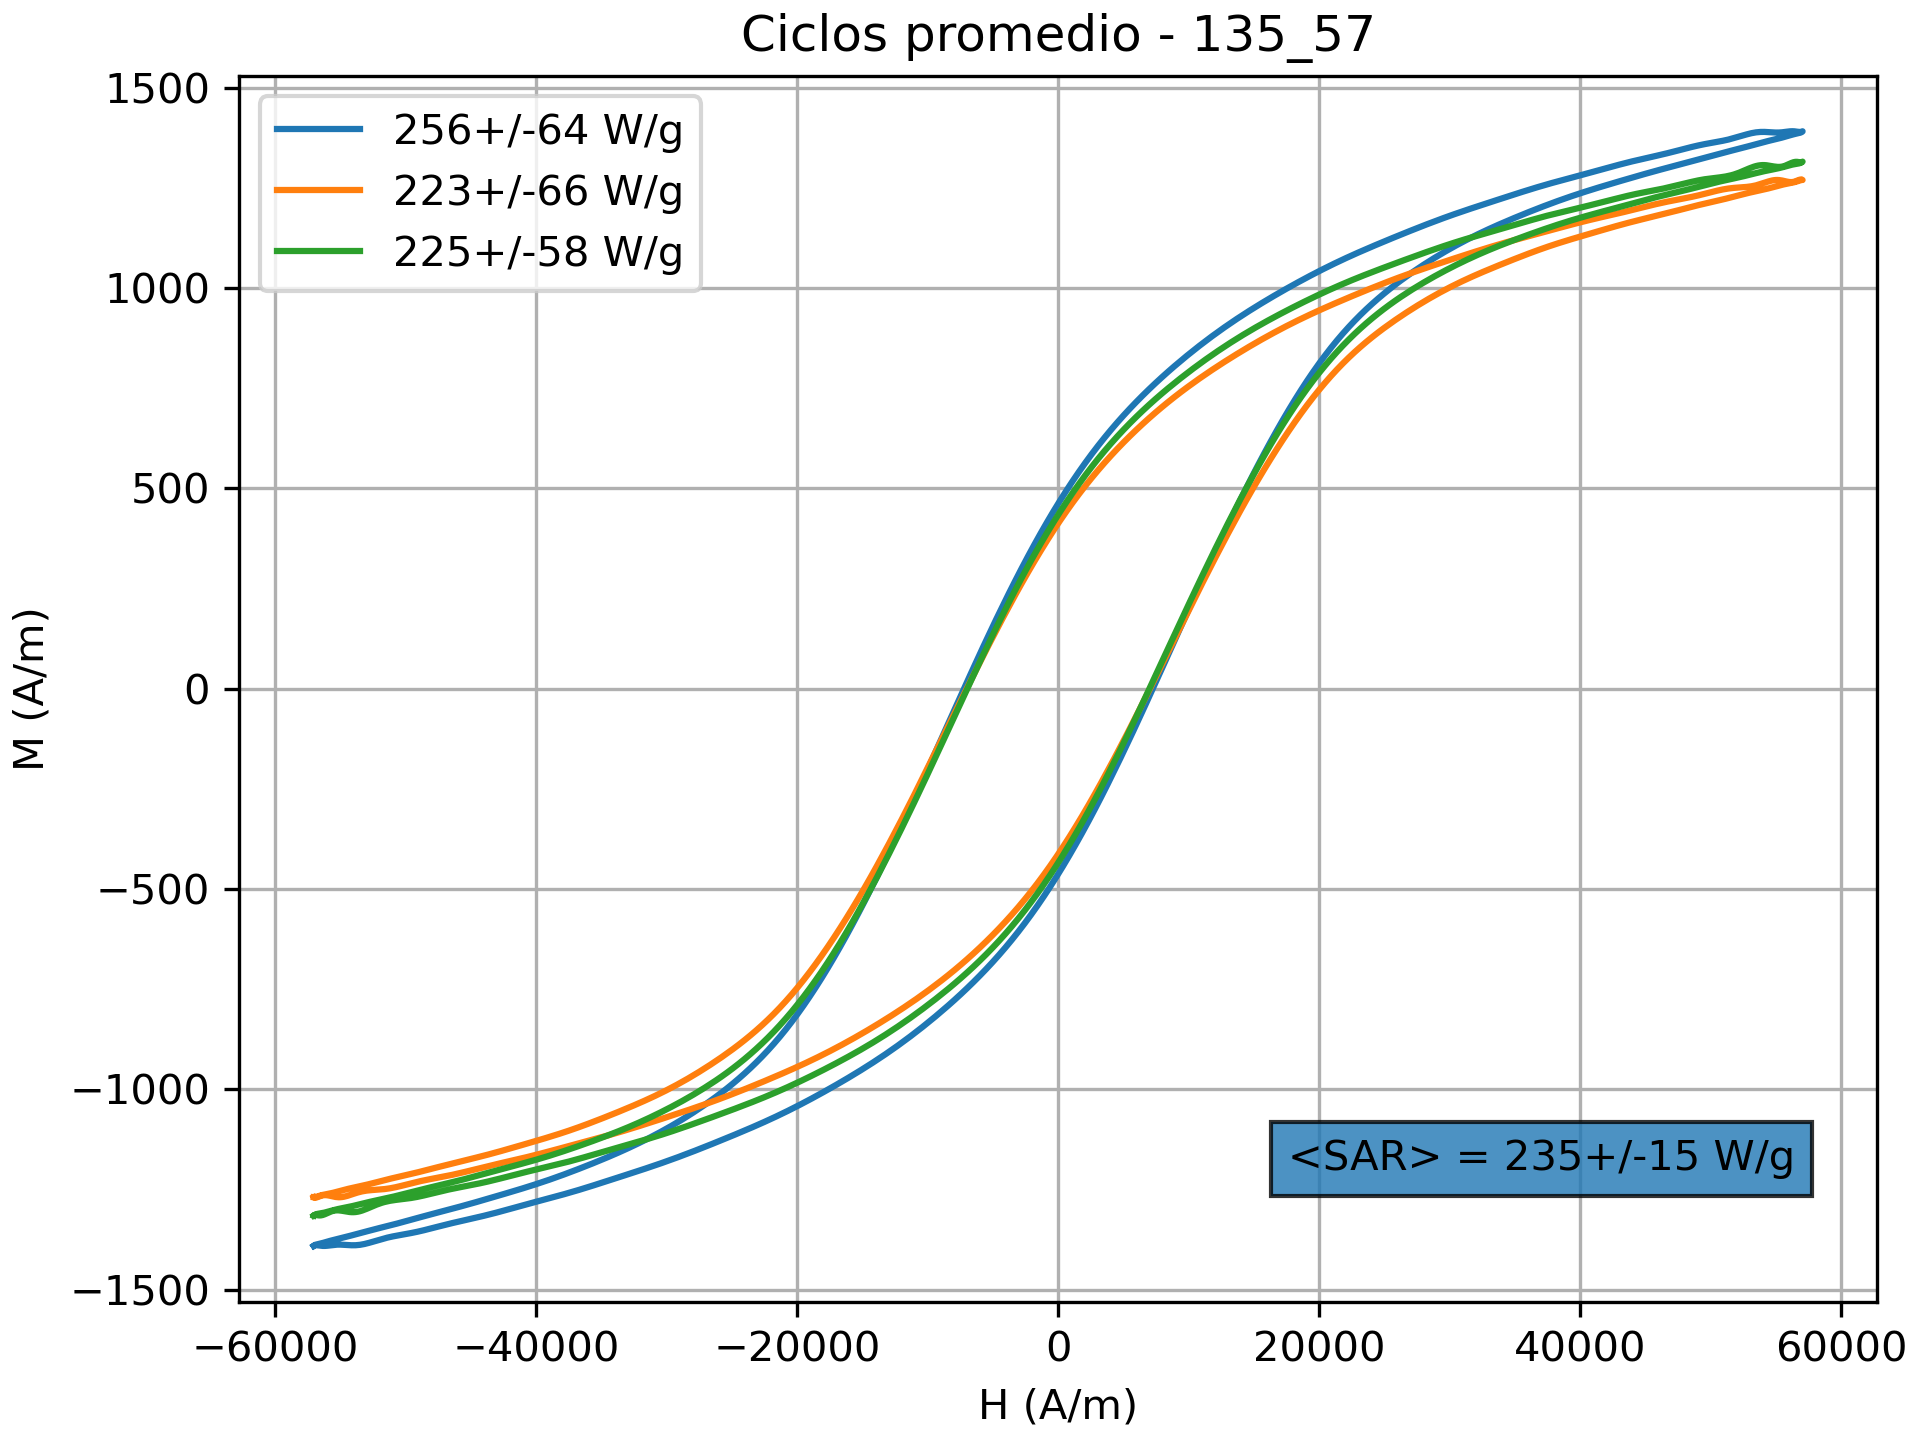 Ciclos promedio - 135_57
256+/-64 W/g
223+/-66 W/g
225+/-58 W/g
1500
1000
500
0
−500
−1000
−1500
M (A/m)
<SAR> = 235+/-15 W/g
−60000 −40000 −20000 0 20000 40000 60000
H (A/m)